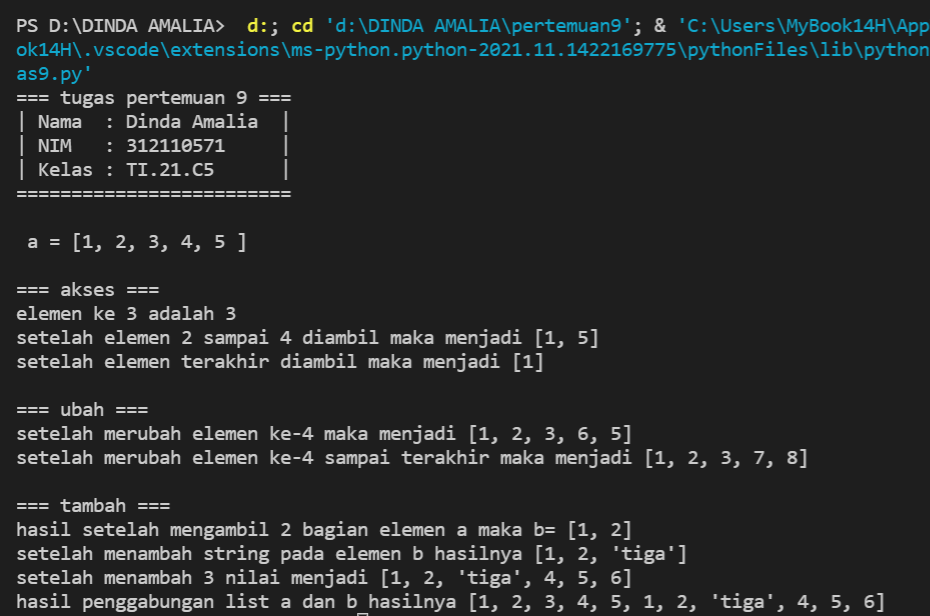 PS D:\DINDA AMALIA>  d:; cd 'd:\DINDA AMALIA\pertemuan9'; & 'C:\Users\MyBook14H\App
ok14H\.vscode\extensions\ms-python.python-2021.11.1422169775\pythonFiles\lib\python
as9.py'
=== tugas pertemuan 9 ===
| Nama  : Dinda Amalia  |
| NIM   : 312110571     |
| Kelas : TI.21.C5      |
=========================
a = [1, 2, 3, 4, 5 ]
=== akses ===
elemen ke 3 adalah 3
setelah elemen 2 sampai 4 diambil maka menjadi [1, 5]
setelah elemen terakhir diambil maka menjadi [1]
=== ubah ===
setelah merubah elemen ke-4 maka menjadi [1, 2, 3, 6, 5]
setelah merubah elemen ke-4 sampai terakhir maka menjadi [1, 2, 3, 7, 8]
=== tambah ===
hasil setelah mengambil 2 bagian elemen a maka b= [1, 2]
setelah menambah string pada elemen b hasilnya [1, 2, 'tiga']
setelah menambah 3 nilai menjadi [1, 2, 'tiga', 4, 5, 6]
hasil penggabungan list a dan b hasilnya [1, 2, 3, 4, 5, 1, 2, 'tiga', 4, 5, 6]